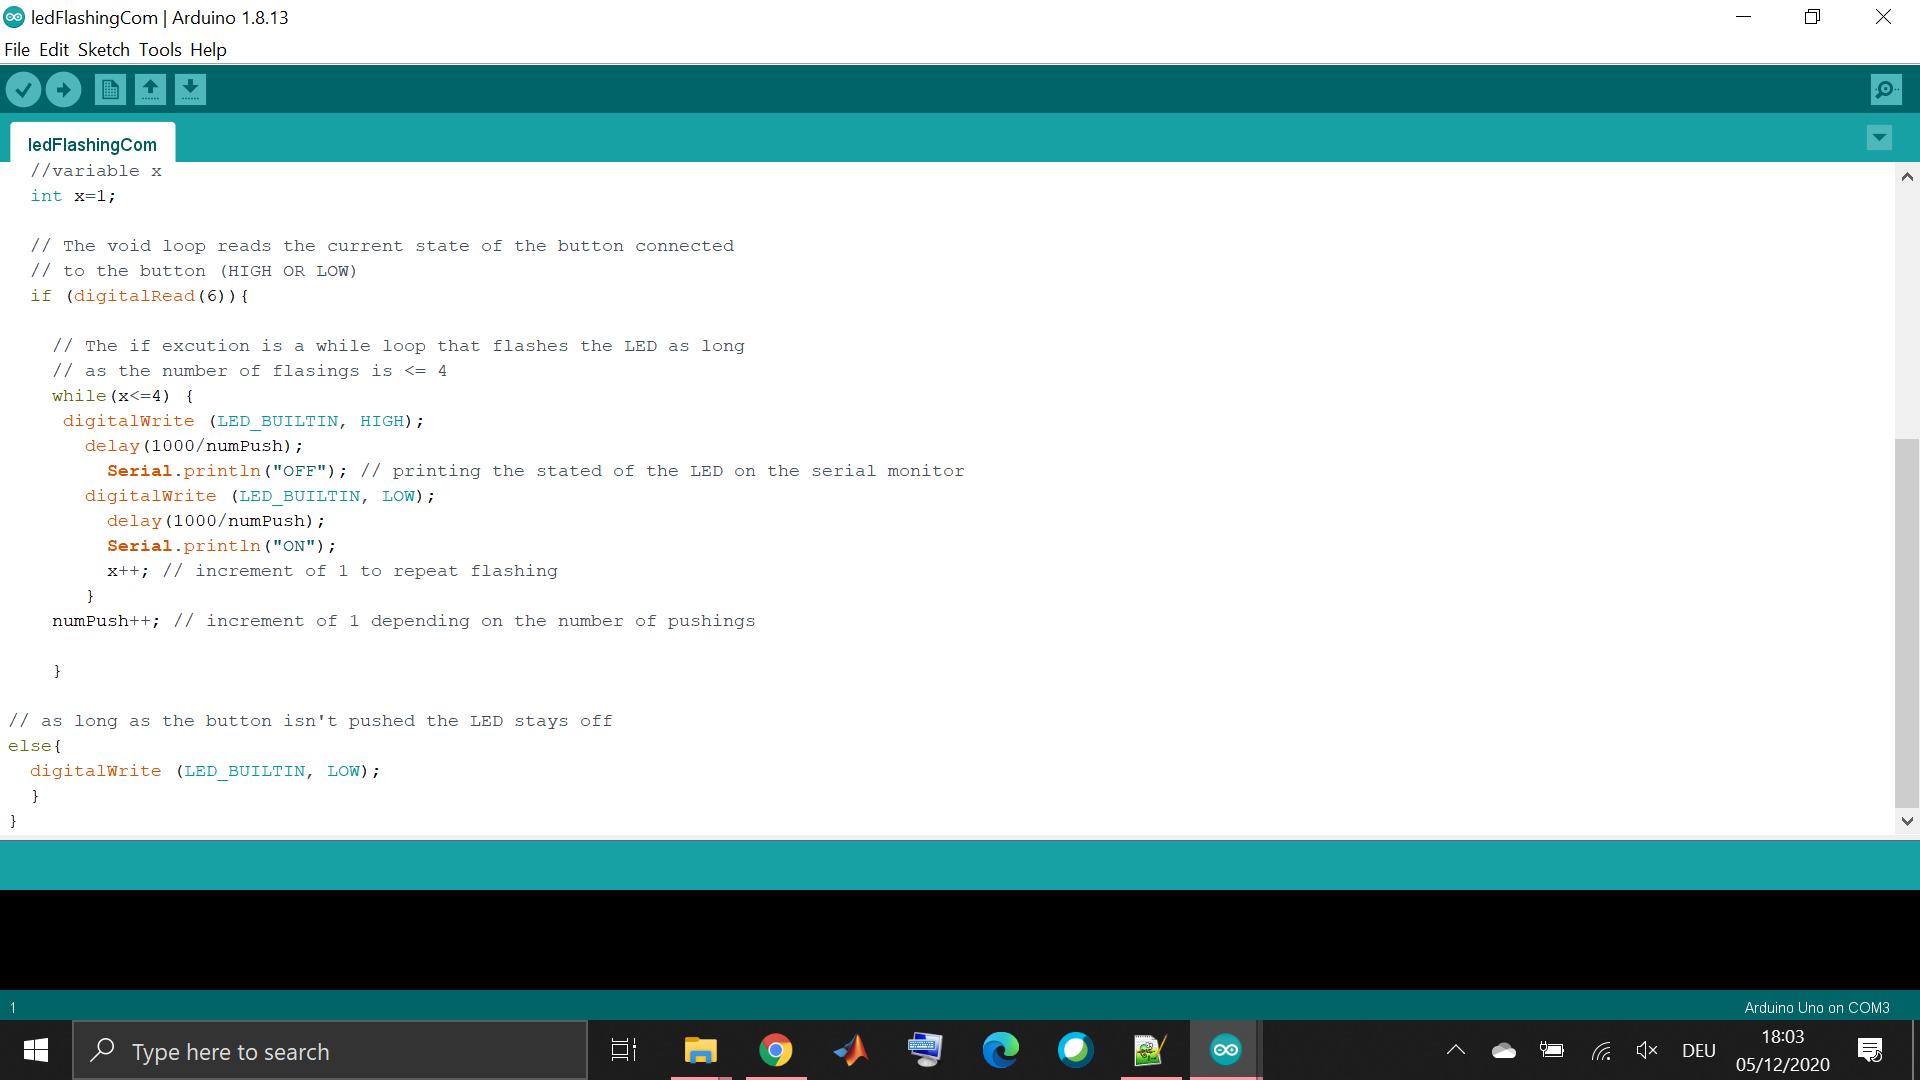 ledFlashingCom | Arduino 1.8.13
File Edit Sketch Tools Help
ledFlashingCom
//variable x
int x=1;
// The void loop reads the current state of the button connected
// to the button (HIGH OR LOW)
if (digitalRead(6)){
// The if excution is a while loop that flashes the LED as long
// as the number of flasings is <= 4
while(x<=4) {
digitalWrite (LED_BUILTIN, HIGH);
delay(1000/numPush);
Serial.println("OFF"); // printing the stated of the LED on the serial monitor
digitalWrite (LED_BUILTIN, LOW);
delay(1000/numPush);
Serial.println("ON");
x++; // increment of 1 to repeat flashing
}
numPush++; // increment of 1 depending on the number of pushings
}
// as long as the button isn't pushed the LED stays off
else{
digitalWrite (LED_BUILTIN, LOW);
}
}
1
Arduino Uno on COM3
Type here to search
DEU
18:03
05/12/2020